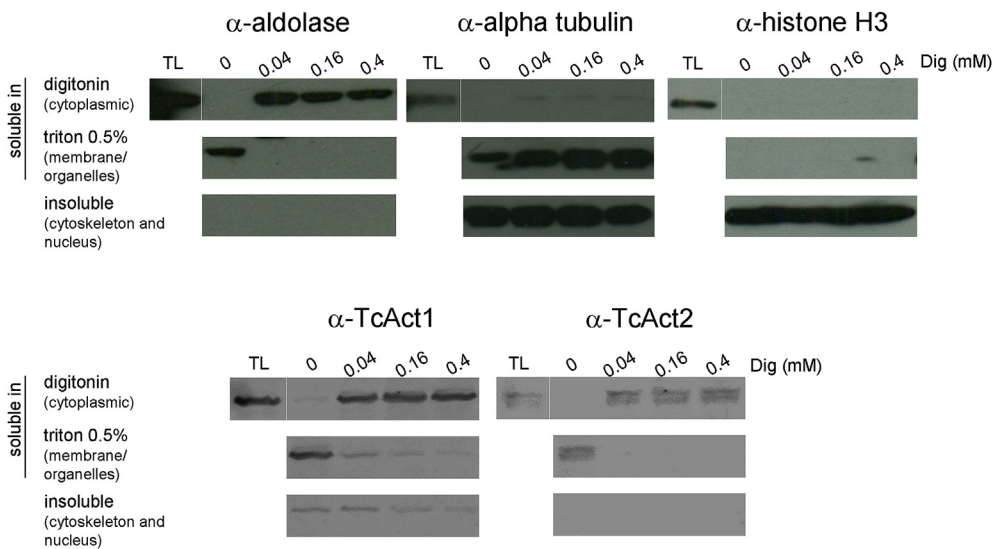 α-aldolase α-alpha tubulin α-histone H3
TL 0 0.04 0.16 0.4 TL 0 0.04 0.16 0.4 TL 0 0.04 0.16 0.4 Dig (mM)
soluble in
digitonin
(cytoplasmic)
triton 0.5%
(membrane/
organelles)
insoluble
(cytoskeleton and
nucleus)
α-TcAct1 α-TcAct2
TL 0 0.04 0.16 0.4 TL 0 0.04 0.16 0.4 Dig (mM)
soluble in
digitonin
(cytoplasmic)
triton 0.5%
(membrane/
organelles)
insoluble
(cytoskeleton and
nucleus)